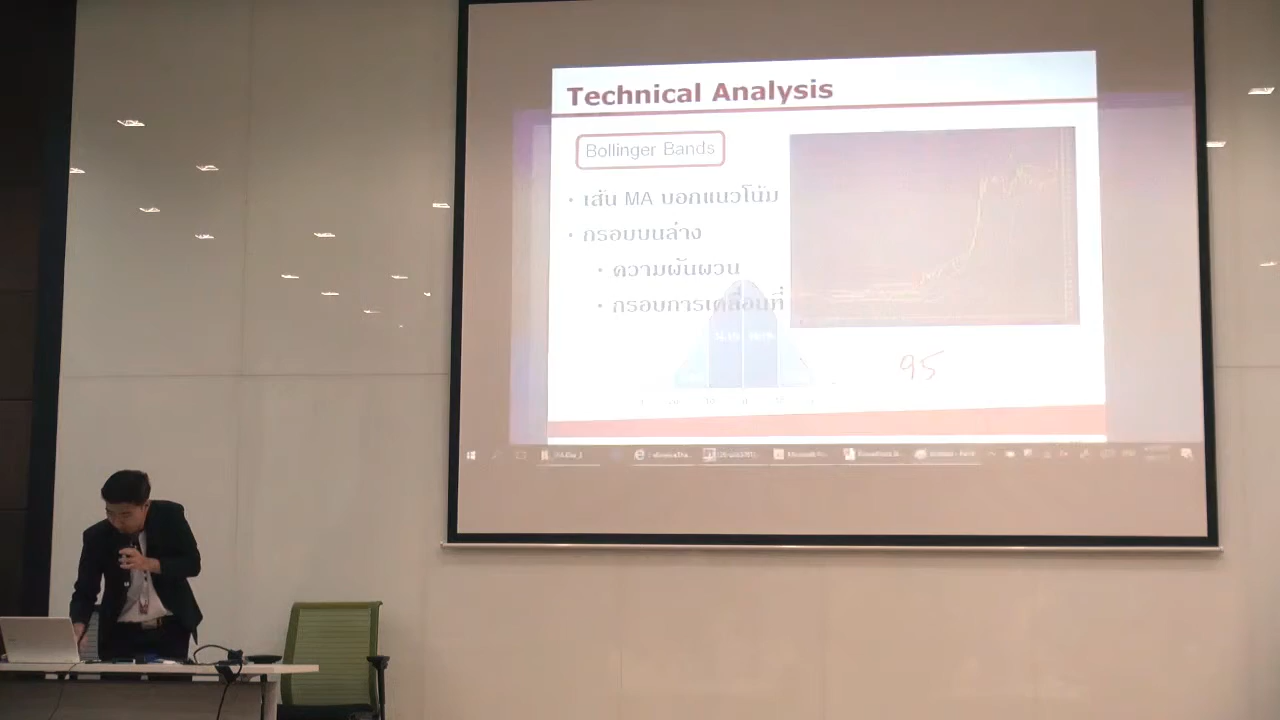 Technical Analysis
Bollinger Bands
• เส้น MA บอกแนวโน้ม
• กรอบบนล่าง
• ความผันผวน
• กรอบการเคลื่อนที่
95